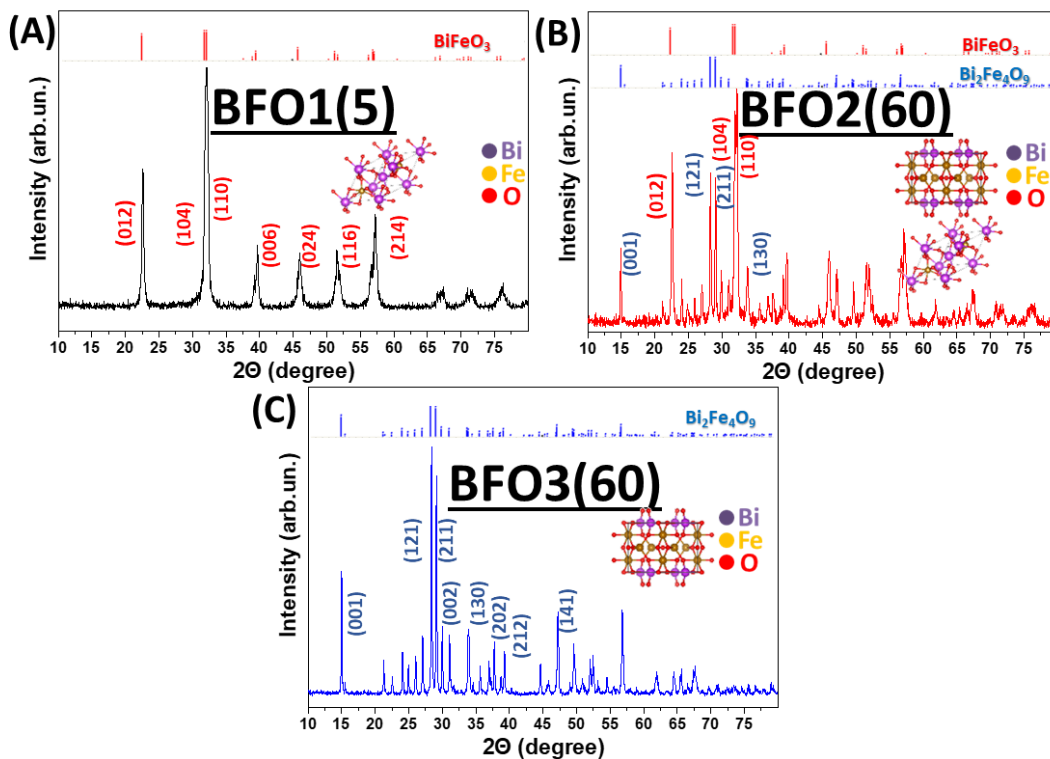 (A)
BiFeO₃
BFO1(5)
Bi
Fe
O
(012)
(104)
(110)
(006)
(024)
(116)
(214)
Intensity (arb.un.)
10 15 20 25 30 35 40 45 50 55 60 65 70 75
2Θ (degree)
(B)
BiFeO₃
Bi₂Fe₄O₉
BFO2(60)
Bi
Fe
O
(001)
(012)
(121)
(211)
(104)
(110)
(130)
Intensity (arb.un.)
10 15 20 25 30 35 40 45 50 55 60 65 70 75
2Θ (degree)
(C)
Bi₂Fe₄O₉
BFO3(60)
Bi
Fe
O
(001)
(121)
(211)
(002)
(130)
(202)
(212)
(141)
Intensity (arb.un.)
10 15 20 25 30 35 40 45 50 55 60 65 70 75
2Θ (degree)